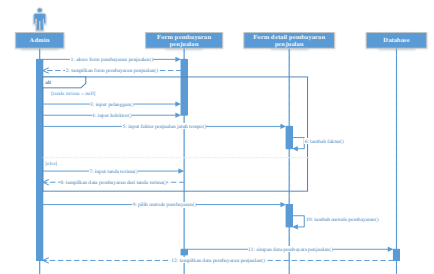 Admin
Form pembayaran
penjualan
Form detail pembayaran
penjualan
Database
1: akses form pembayaran penjualan()
2: tampilkan form pembayaran penjualan()
alt
[tanda terima = null]
3: input pelanggan()
4: input kolektor()
5: input faktur penjualan jatuh tempo()
6: tambah faktur()
[else]
7: input tanda terima()
8: tampilkan data pembayaran dari tanda terima()
9: pilih metode pembayaran()
10: tambah metode pembayaran()
11: simpan data pembayaran penjualan()
12: tampilkan data pembayaran penjualan()